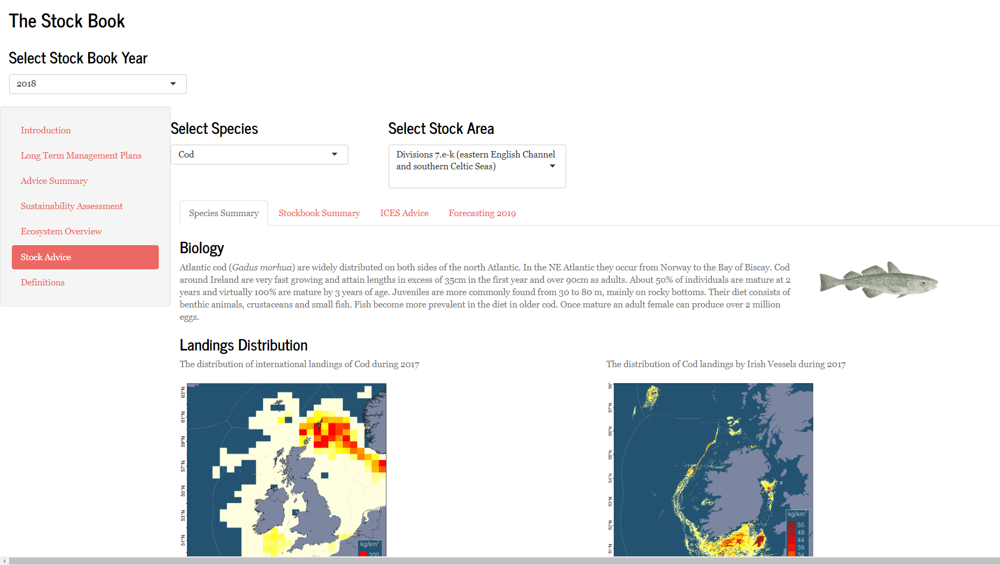 The Stock Book
Select Stock Book Year
2018
Introduction
Long Term Management Plans
Advice Summary
Sustainability Assessment
Ecosystem Overview
Stock Advice
Definitions
Select Species
Cod
Select Stock Area
Divisions 7.e-k (eastern English Channel
and southern Celtic Seas)
Species Summary
Stockbook Summary
ICES Advice
Forecasting 2019
Biology
Atlantic cod (Gadus morhua) are widely distributed on both sides of the north Atlantic. In the NE Atlantic they occur from Norway to the Bay of Biscay. Cod
around Ireland are very fast growing and attain lengths in excess of 35cm in the first year and over 90cm as adults. About 50% of individuals are mature at 2
years and virtually 100% are mature by 3 years of age. Juveniles are more commonly found from 30 to 80 m, mainly on rocky bottoms. Their diet consists of
benthic animals, crustaceans and small fish. Fish become more prevalent in the diet in older cod. Once mature an adult female can produce over 2 million
eggs.
Landings Distribution
The distribution of international landings of Cod during 2017
63°N
61°N
59°N
57°N
55°N
53°N
51°N
kg/km²
200
The distribution of Cod landings by Irish Vessels during 2017
58°
57°N
56°N
55°N
54°N
53°N
52°N
51°N
kg/km²
55
49
44
39
34